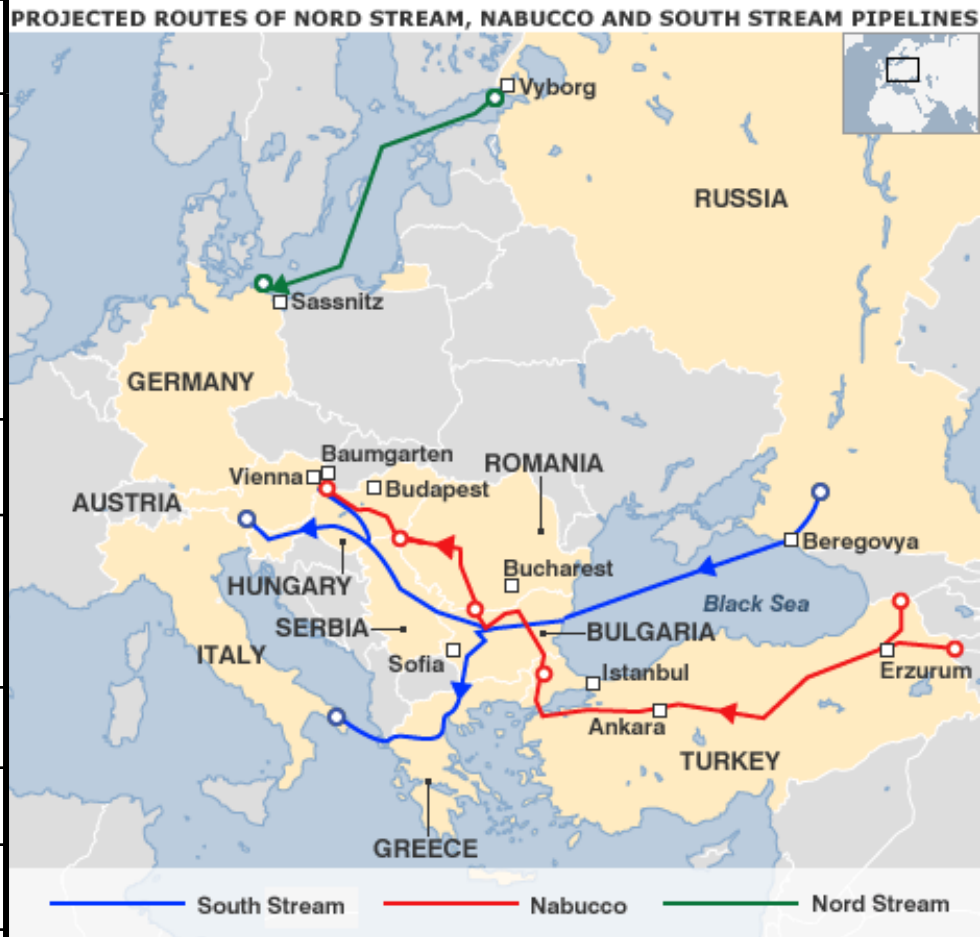 PROJECTED ROUTES OF NORD STREAM, NABUCCO AND SOUTH STREAM PIPELINES
Vyborg
RUSSIA
Sassnitz
GERMANY
Baumgarten
Vienna
ROMANIA
Budapest
AUSTRIA
Beregovya
Bucharest
HUNGARY
Black Sea
SERBIA
BULGARIA
ITALY
Sofia
Istanbul
Erzurum
Ankara
TURKEY
GREECE
South Stream
Nabucco
Nord Stream